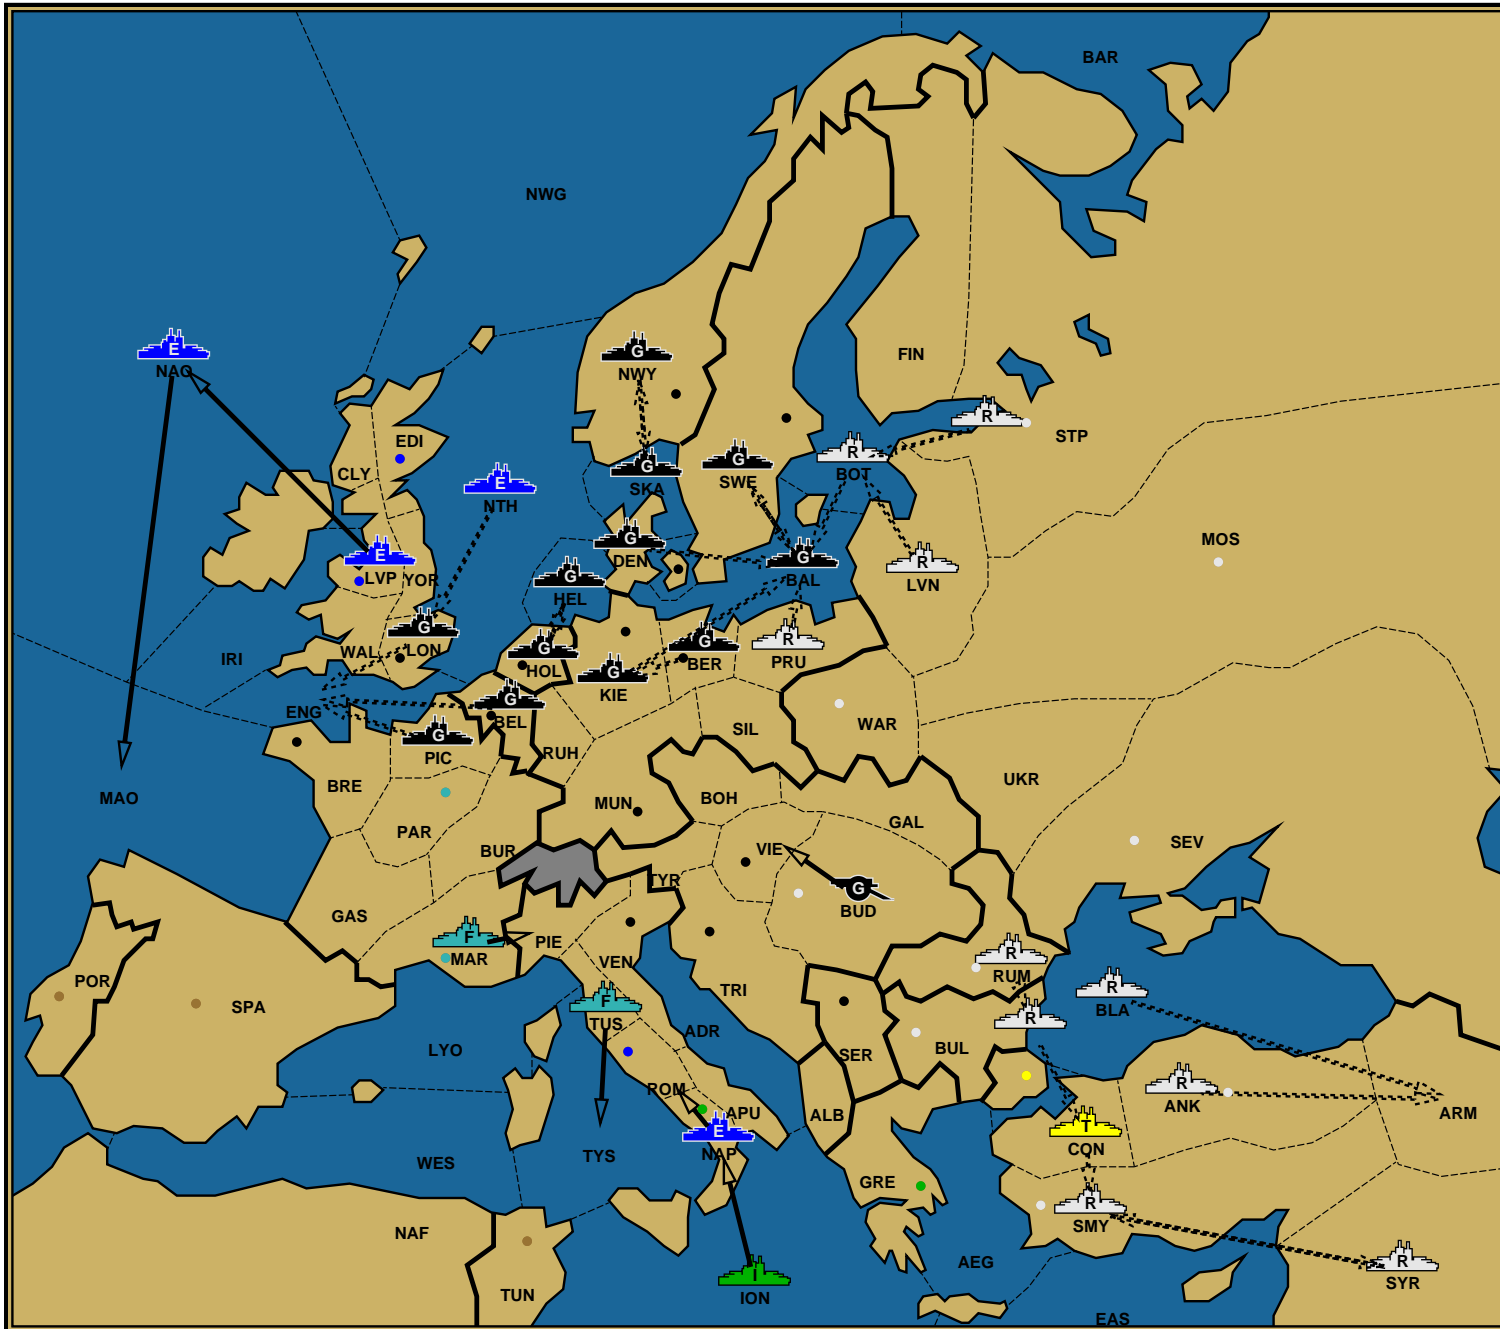 BAR
NWG
E
NAO
G
NWY
FIN
R
STP
EDI
CLY
E
NTH
G
SKA
G
SWE
R
BOT
MOS
E
LVP
YOR
G
DEN
G
HEL
G
BAL
R
LVN
IRI
WAL
G
LON
G
HOL
G
KIE
G
BER
R
PRU
ENG
G
BEL
G
PIC
RUH
SIL
WAR
UKR
MAO
BRE
PAR
BUR
MUN
BOH
VIE
GAL
SEV
TYR
G
BUD
GAS
F
MAR
PIE
VEN
TRI
R
RUM
R
BLA
POR
SPA
LYO
F
TUS
ADR
SER
BUL
R
ROM
APU
ALB
R
ANK
ARM
E
NAP
T
CON
WES
TYS
GRE
R
SMY
NAF
AEG
R
SYR
TUN
I
ION
EAS